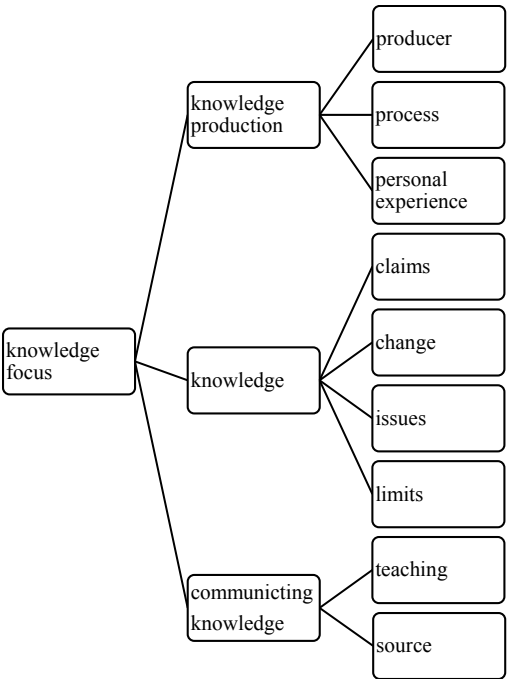 producer
knowledge
production
process
personal
experience
claims
change
knowledge
focus
knowledge
issues
limits
communicting
knowledge
teaching
source